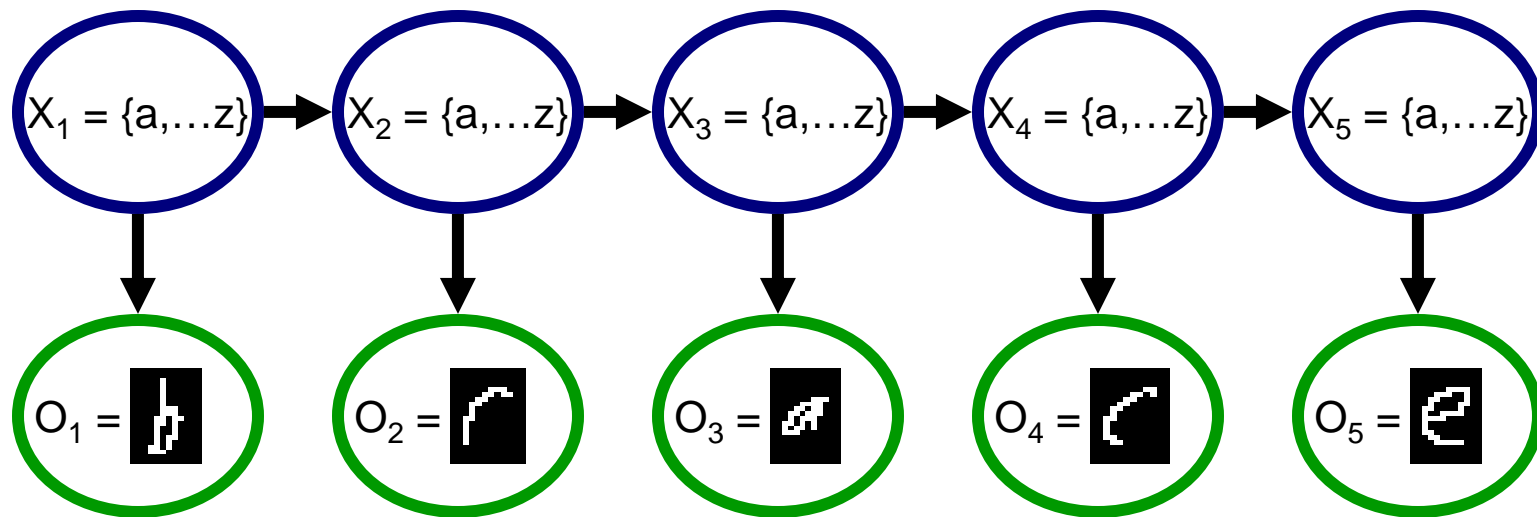 X₁ = {a,…z} X₂ = {a,…z} X₃ = {a,…z} X₄ = {a,…z} X₅ = {a,…z}
O₁ = b O₂ = r O₃ = a O₄ = c O₅ = e